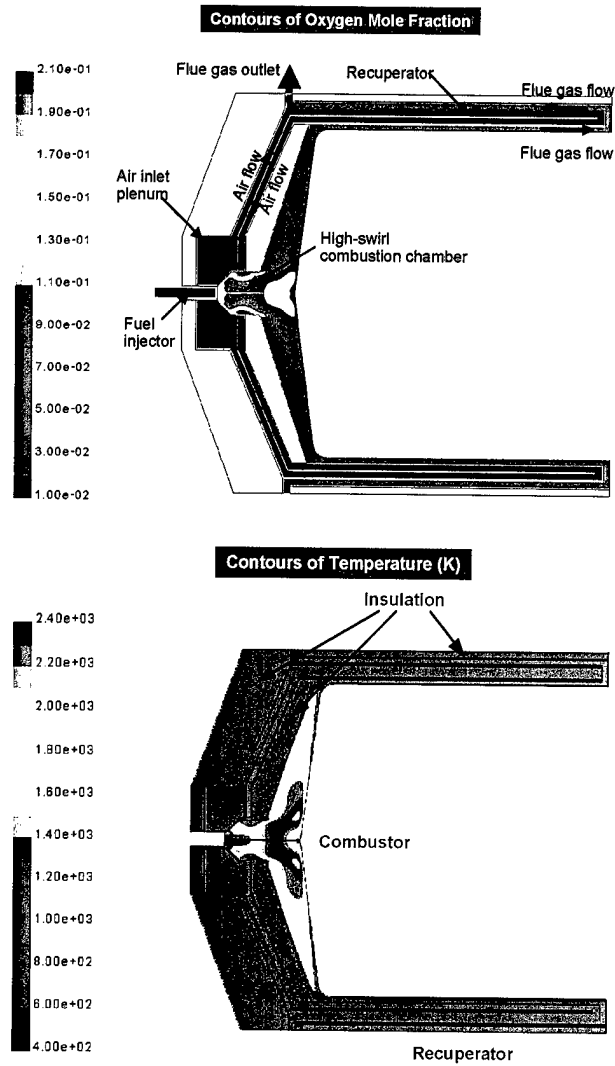 Contours of Oxygen Mole Fraction
2.10e-01
1.90e-01
1.70e-01
1.50e-01
1.30e-01
1.10e-01
9.00e-02
7.00e-02
5.00e-02
3.00e-02
1.00e-02
Flue gas outlet
Recuperator
Flue gas flow
Flue gas flow
Air flow
Air flow
Air inlet
plenum
High-swirl
combustion chamber
Fuel
injector
Contours of Temperature (K)
2.40e+03
2.20e+03
2.00e+03
1.80e+03
1.60e+03
1.40e+03
1.20e+03
1.00e+03
8.00e+02
6.00e+02
4.00e+02
Insulation
Combustor
Recuperator